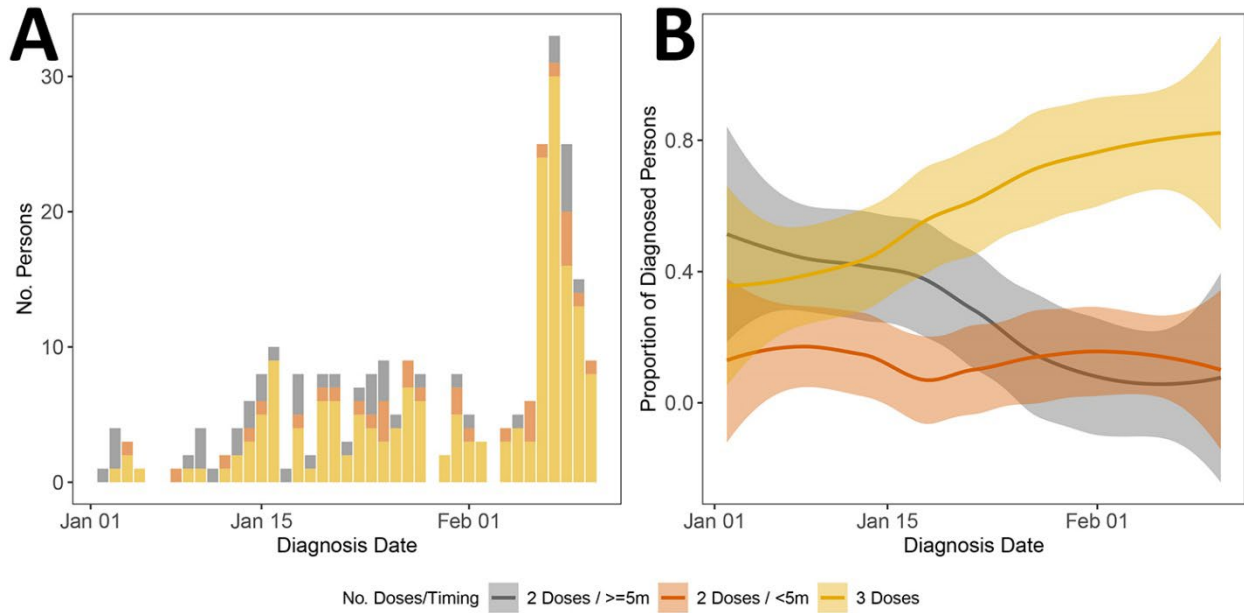 A
No. Persons
30
20
10
0
Jan 01
Jan 15
Feb 01
Diagnosis Date
B
Proportion of Diagnosed Persons
0.8
0.4
0.0
Jan 01
Jan 15
Feb 01
Diagnosis Date
No. Doses/Timing 2 Doses / >=5m 2 Doses / <5m 3 Doses